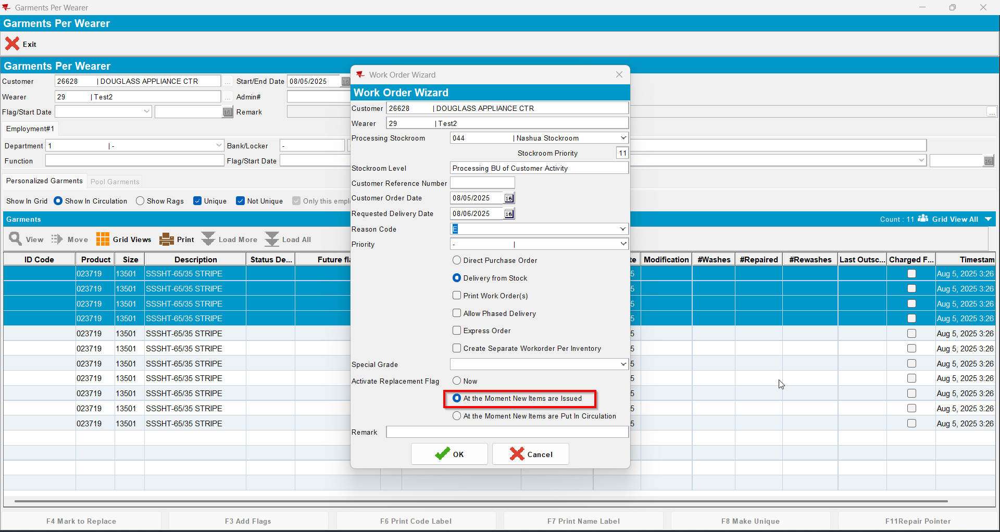 Garments Per Wearer
Garments Per Wearer
Exit
Garments Per Wearer
Customer 26628 | DOUGLASS APPLIANCE CTR ... Start/End Date 08/05/2025 16
Wearer 29 | Test2 ... Admin#
Flag/Start Date 16 Remark ...
Employment#1
Department 1 | - Bank/Locker -
Function Flag/Start Date 16
Personalized Garments Pool Garments
Show In Grid Show In Circulation Show Rags Unique Not Unique Only this empl
Garments Count : 11 Grid View All
View Move Grid Views Print Load More Load All
ID Code Product Size Description Status De... Future fla te Modification #Washes #Repaired #Rewashes Last Outsc... Charged F... Timestam
023719 13501 SSSHT-65/35 STRIPE 5 Aug 5, 2025 3:26
023719 13501 SSSHT-65/35 STRIPE 5 Aug 5, 2025 3:26
023719 13501 SSSHT-65/35 STRIPE 5 Aug 5, 2025 3:26
023719 13501 SSSHT-65/35 STRIPE 5 Aug 5, 2025 3:26
023719 13501 SSSHT-65/35 STRIPE 5 Aug 5, 2025 3:26
023719 13501 SSSHT-65/35 STRIPE 5 Aug 5, 2025 3:26
023719 13501 SSSHT-65/35 STRIPE 5 Aug 5, 2025 3:26
023719 13501 SSSHT-65/35 STRIPE 5 Aug 5, 2025 3:26
023719 13501 SSSHT-65/35 STRIPE 5 Aug 5, 2025 3:26
023719 13501 SSSHT-65/35 STRIPE 5 Aug 5, 2025 3:26
023719 13501 SSSHT-65/35 STRIPE 5 Aug 5, 2025 3:26
Work Order Wizard
Work Order Wizard
Customer 26628 | DOUGLASS APPLIANCE CTR
Wearer 29 | Test2
Processing Stockroom 044 | Nashua Stockroom
Stockroom Priority 11
Stockroom Level Processing BU of Customer Activity
Customer Reference Number
Customer Order Date 08/05/2025 16
Requested Delivery Date 08/06/2025 16
Reason Code E
Priority - |
Direct Purchase Order
Delivery from Stock
Print Work Order(s)
Allow Phased Delivery
Express Order
Create Separate Workorder Per Inventory
Special Grade
Activate Replacement Flag Now
At the Moment New Items are Issued
At the Moment New Items are Put In Circulation
Remark
OK Cancel
F4 Mark to Replace F3 Add Flags F6 Print Code Label F7 Print Name Label F8 Make Unique F11Repair Pointer